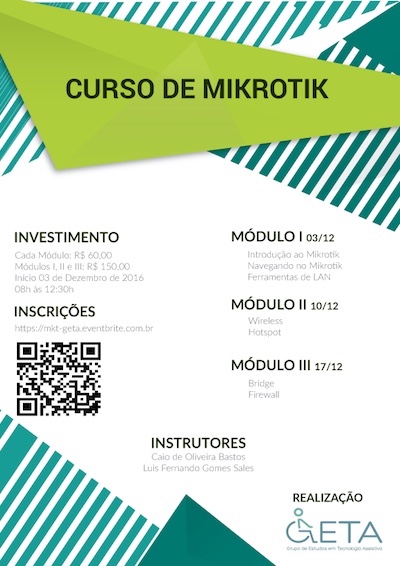 CURSO DE MIKROTIK
INVESTIMENTO
Cada Módulo: R$ 60,00
Módulos I, II e III: R$ 150,00
Início 03 de Dezembro de 2016
08h às 12:30h
INSCRIÇÕES
https://mkt-geta.eventbrite.com.br
MÓDULO I 03/12
Introdução ao Mikrotik
Navegando no Mikrotik
Ferramentas de LAN
MÓDULO II 10/12
Wireless
Hotspot
MÓDULO III 17/12
Bridge
Firewall
INSTRUTORES
Caio de Oliveira Bastos
Luis Fernando Gomes Sales
REALIZAÇÃO
GETA
Grupo de Estudos em Tecnologia Assistiva